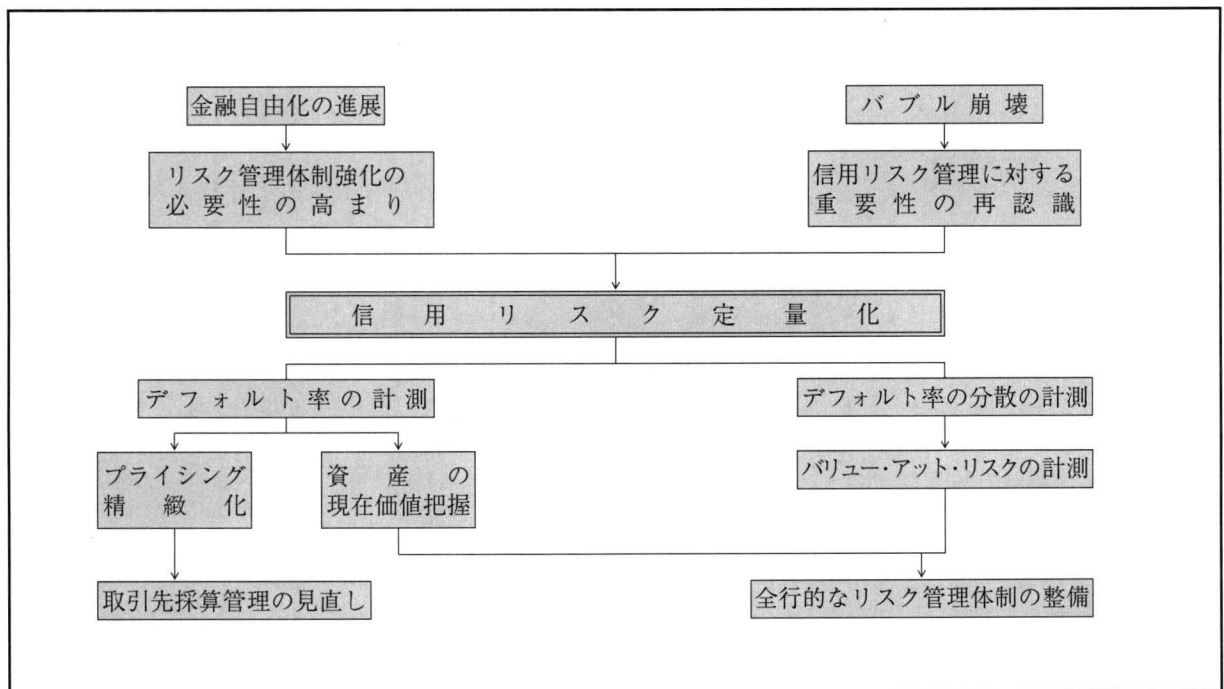 金融自由化の進展
バブル崩壊
リスク管理体制強化の
必要性の高まり
信用リスク管理に対する
重要性の再認識
信用リスク定量化
デフォルト率の計測
デフォルト率の分散の計測
プライシング
精緻化
資産の
現在価値把握
バリュー・アット・リスクの計測
取引先採算管理の見直し
全行的なリスク管理体制の整備